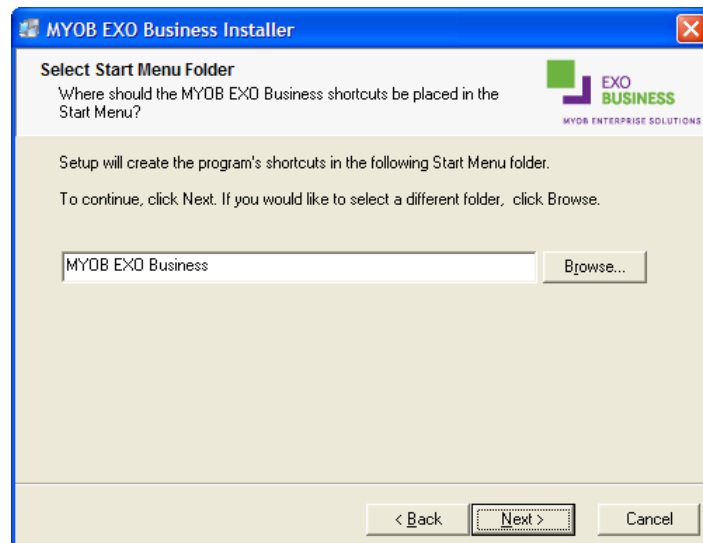 MYOB EXO Business Installer
Select Start Menu Folder
Where should the MYOB EXO Business shortcuts be placed in the
Start Menu?
EXO
BUSINESS
MYOB ENTERPRISE SOLUTIONS
Setup will create the program's shortcuts in the following Start Menu folder.
To continue, click Next. If you would like to select a different folder, click Browse.
MYOB EXO Business
Browse...
< Back
Next >
Cancel